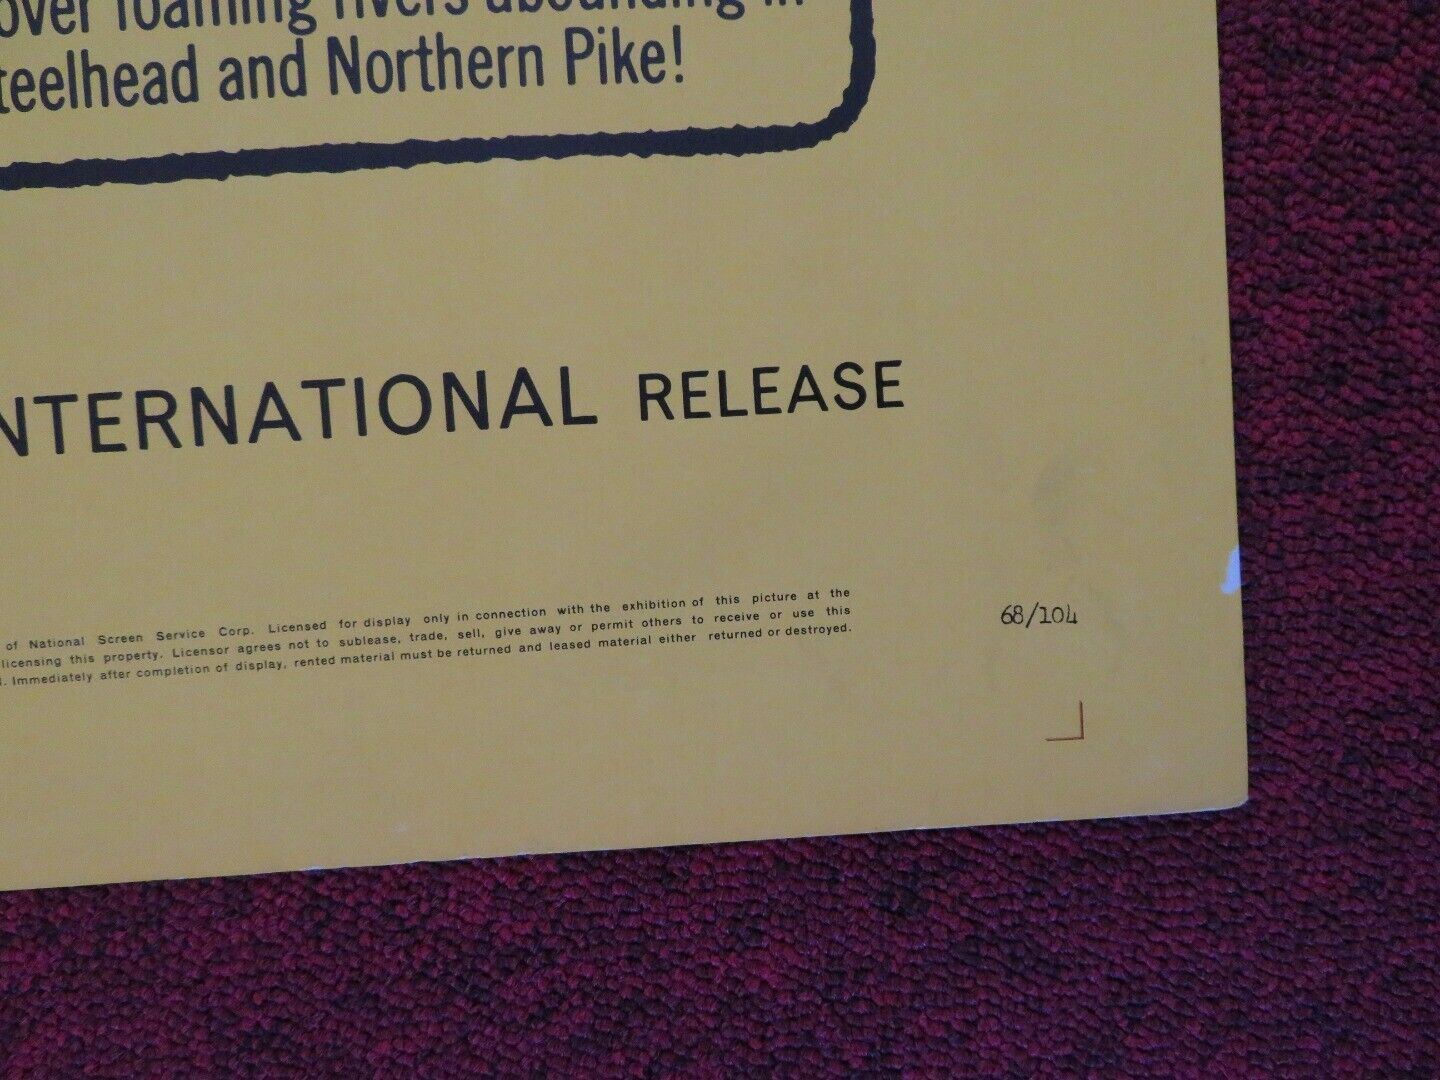 over foaming rivers abounding in
teelhead and Northern Pike!
NTERNATIONAL RELEASE
of National Screen Service Corp. Licensed for display only in connection with the exhibition of this picture at the
licensing this property. Licensor agrees not to sublease, trade, sell, give away or permit others to receive or use this
. Immediately after completion of display, rented material must be returned and leased material either returned or destroyed.
68/104